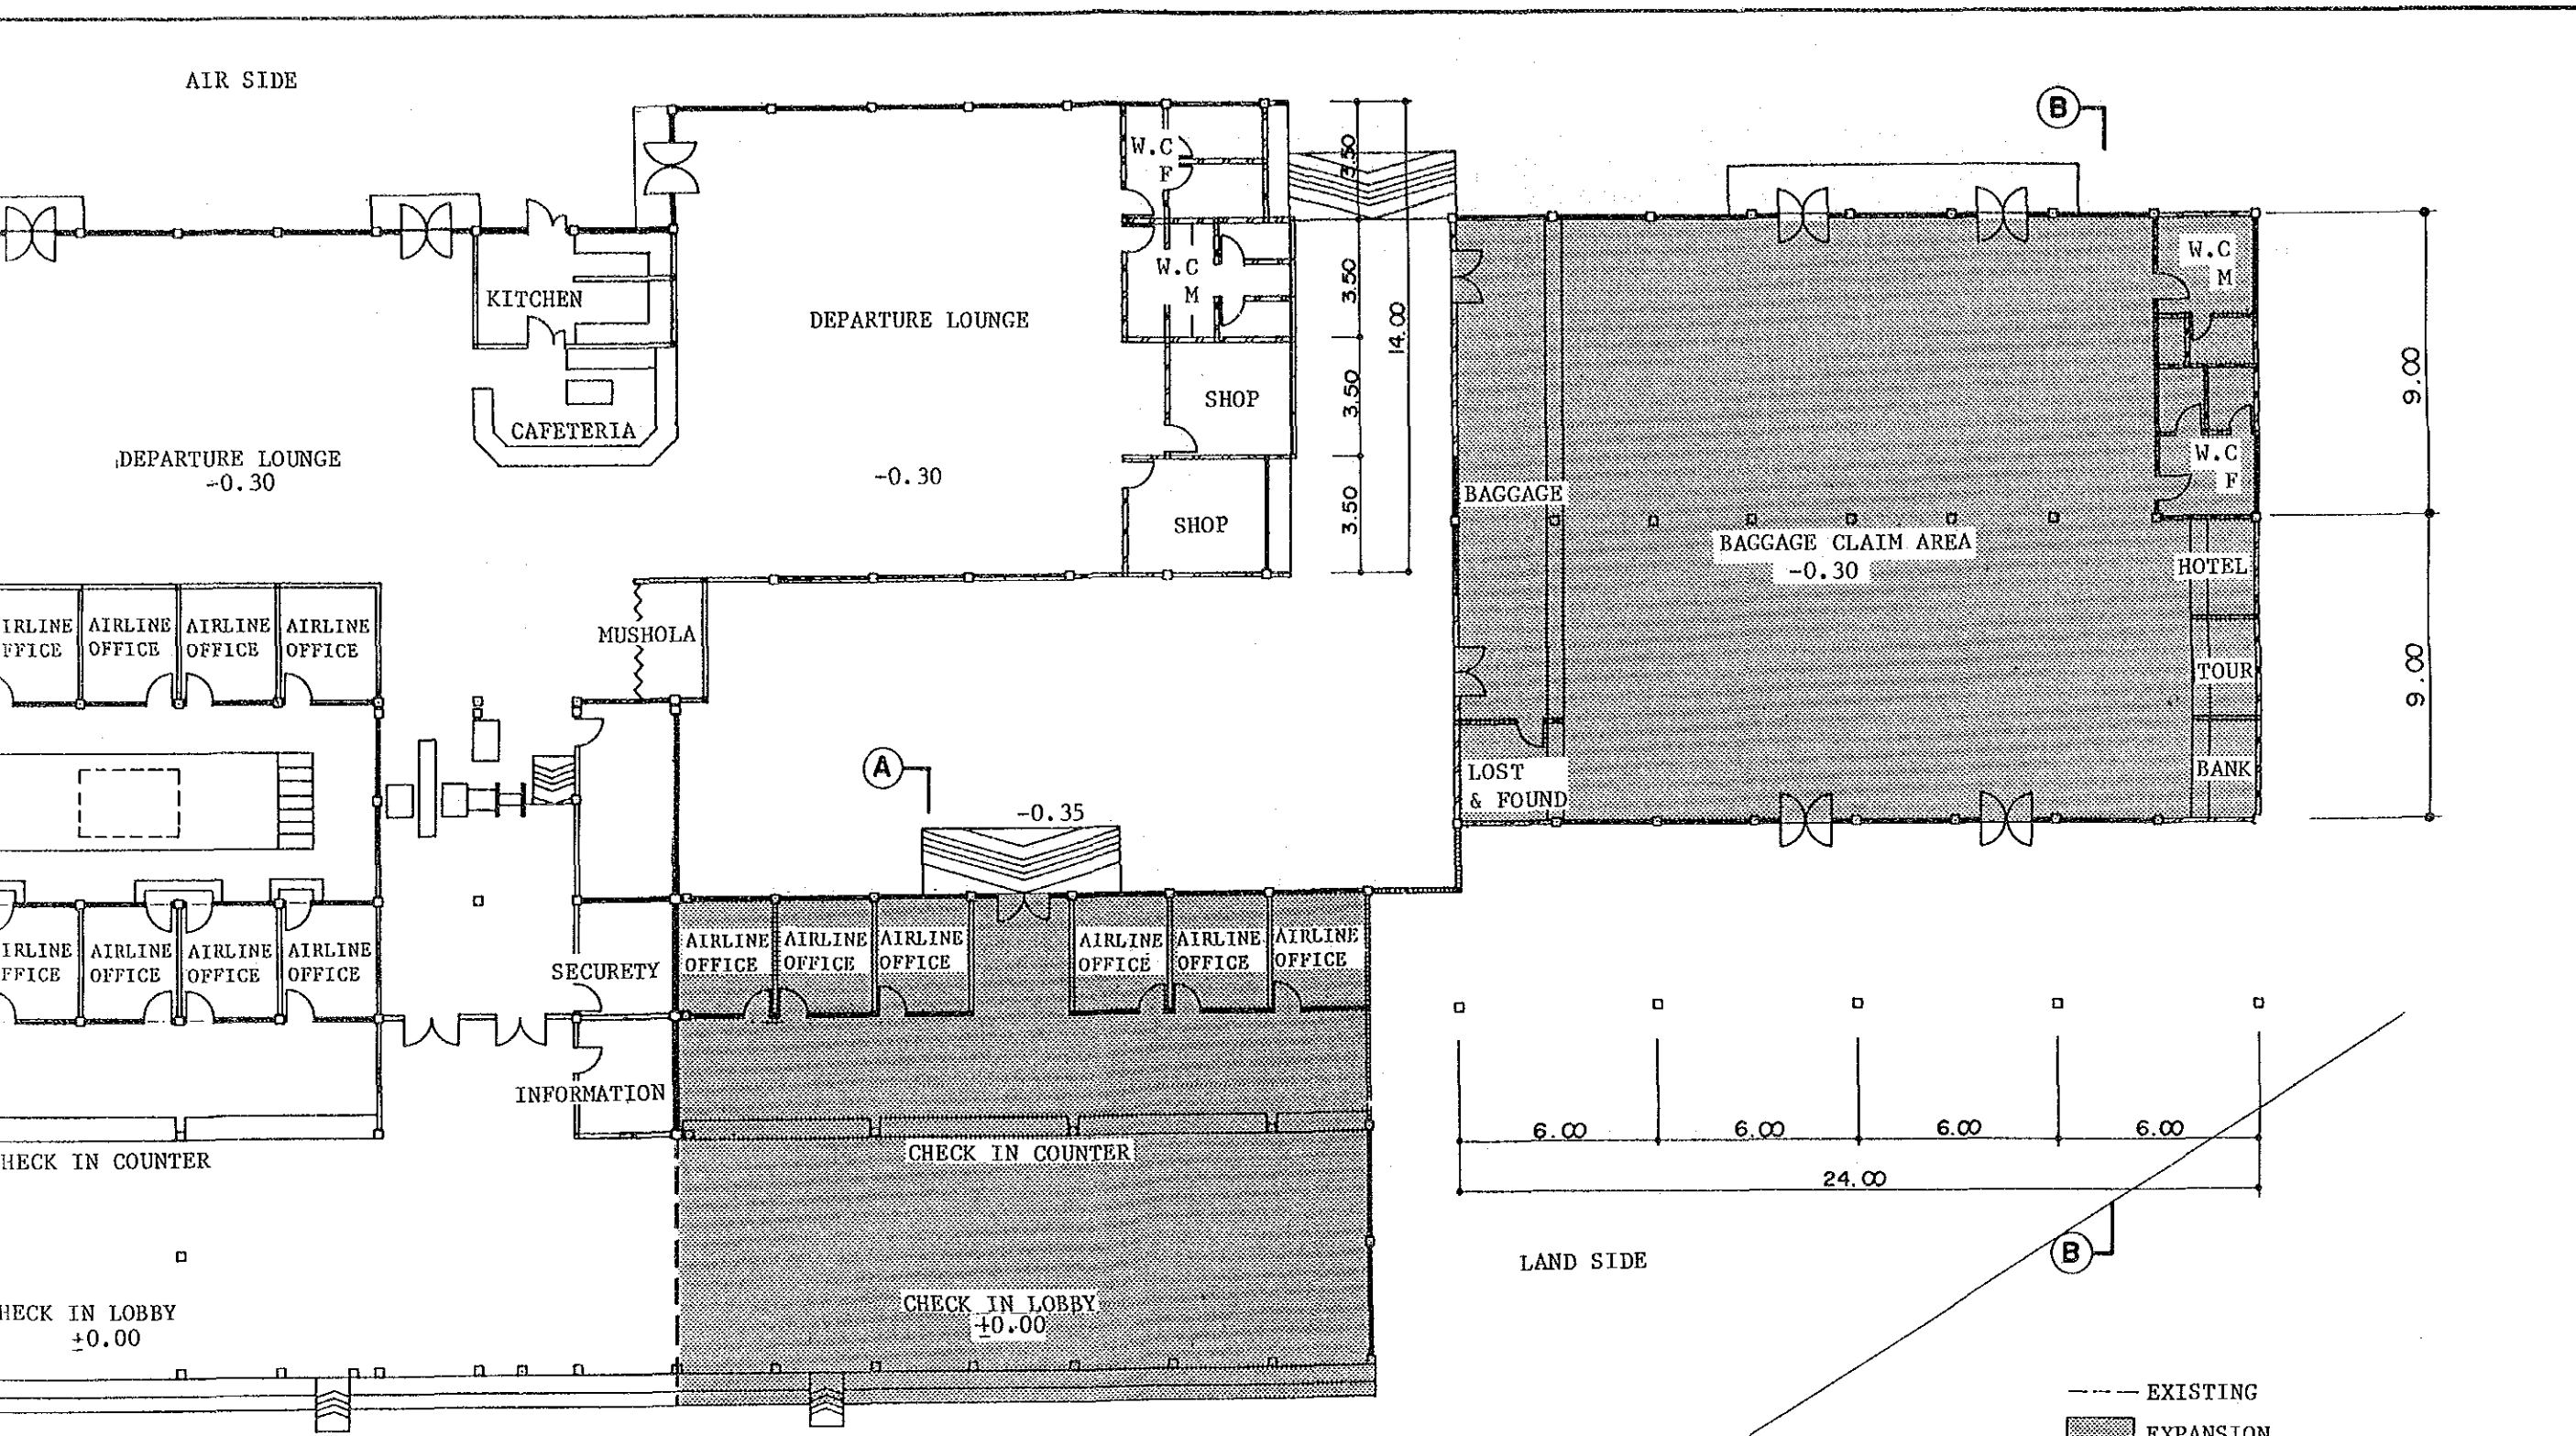 AIR SIDE
B
W.C
F
3.50
KITCHEN
DEPARTURE LOUNGE
W.C
M
3.50
14.00
W.C
M
CAFETERIA
SHOP
3.50
9.00
DEPARTURE LOUNGE
-0.30
-0.30
SHOP
3.50
BAGGAGE
W.C
F
BAGGAGE CLAIM AREA
-0.30
HOTEL
IRLINE
FFICE
AIRLINE
OFFICE
AIRLINE
OFFICE
AIRLINE
OFFICE
MUSHOLA
TOUR
9.00
A
-0.35
LOST
& FOUND
BANK
IRLINE
FFICE
AIRLINE
OFFICE
AIRLINE
OFFICE
AIRLINE
OFFICE
SECURETY
AIRLINE
OFFICE
AIRLINE
OFFICE
AIRLINE
OFFICE
AIRLINE
OFFICE
AIRLINE
OFFICE
AIRLINE
OFFICE
INFORMATION
HECK IN COUNTER
CHECK IN COUNTER
6.00
6.00
6.00
6.00
24.00
LAND SIDE
B
HECK IN LOBBY
±0.00
CHECK IN LOBBY
±0.00
EXISTING
EXPANSION